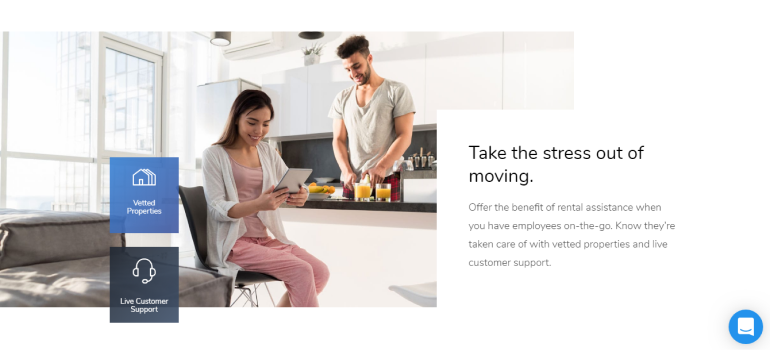 Vetted
Properties
Live Customer
Support
Take the stress out of
moving.
Offer the benefit of rental assistance when
you have employees on-the-go. Know they're
taken care of with vetted properties and live
customer support.